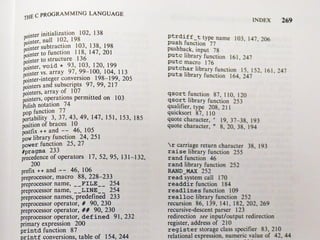 THE C PROGRAMMING LANGUAGE
pointer initialization 102, 138
pointer, null 102, 198
pointer subtraction 103, 138, 198
pointer to function 118, 147, 201
pointer to structure 136
pointer, void * 93, 103, 120, 199
pointer vs. array 97, 99-100, 104, 113
pointer-integer conversion 198-199, 205
pointers and subscripts 97, 99, 217
pointers, array of 107
pointers, operations permitted on 103
Polish notation 74
pop function 77
portability 3, 37, 43, 49, 147, 151, 153, 185
position of braces 10
postfix ++ and -- 46, 105
pow library function 24, 251
power function 25, 27
#pragma 233
precedence of operators 17, 52, 95, 131-132,
200
prefix ++ and -- 46, 106
preprocessor, macro 88, 228-233
preprocessor name, __FILE__ 254
preprocessor name, __LINE__ 254
preprocessor names, predefined 233
preprocessor operator, # 90, 230
preprocessor operator, ## 90, 230
preprocessor operator, defined 91, 232
primary expression 200
printd function 87
printf conversions, table of 154, 244
INDEX 269
ptrdiff_t type name 103, 147, 206
push function 77
pushback, input 78
putc library function 161, 247
putc macro 176
putchar library function 15, 152, 161, 247
puts library function 164, 247
qsort function 87, 110, 120
qsort library function 253
qualifier, type 208, 211
quicksort 87, 110
quote character, ' 19, 37-38, 193
quote character, " 8, 20, 38, 194
\r carriage return character 38, 193
raise library function 255
rand function 46
rand library function 252
RAND_MAX 252
read system call 170
readdir function 184
readlines function 109
realloc library function 252
recursion 86, 139, 141, 182, 202, 269
recursive-descent parser 123
redirection see input/output redirection
register, address of 210
register storage class specifier 83, 210
relational expression, numeric value of 42, 44